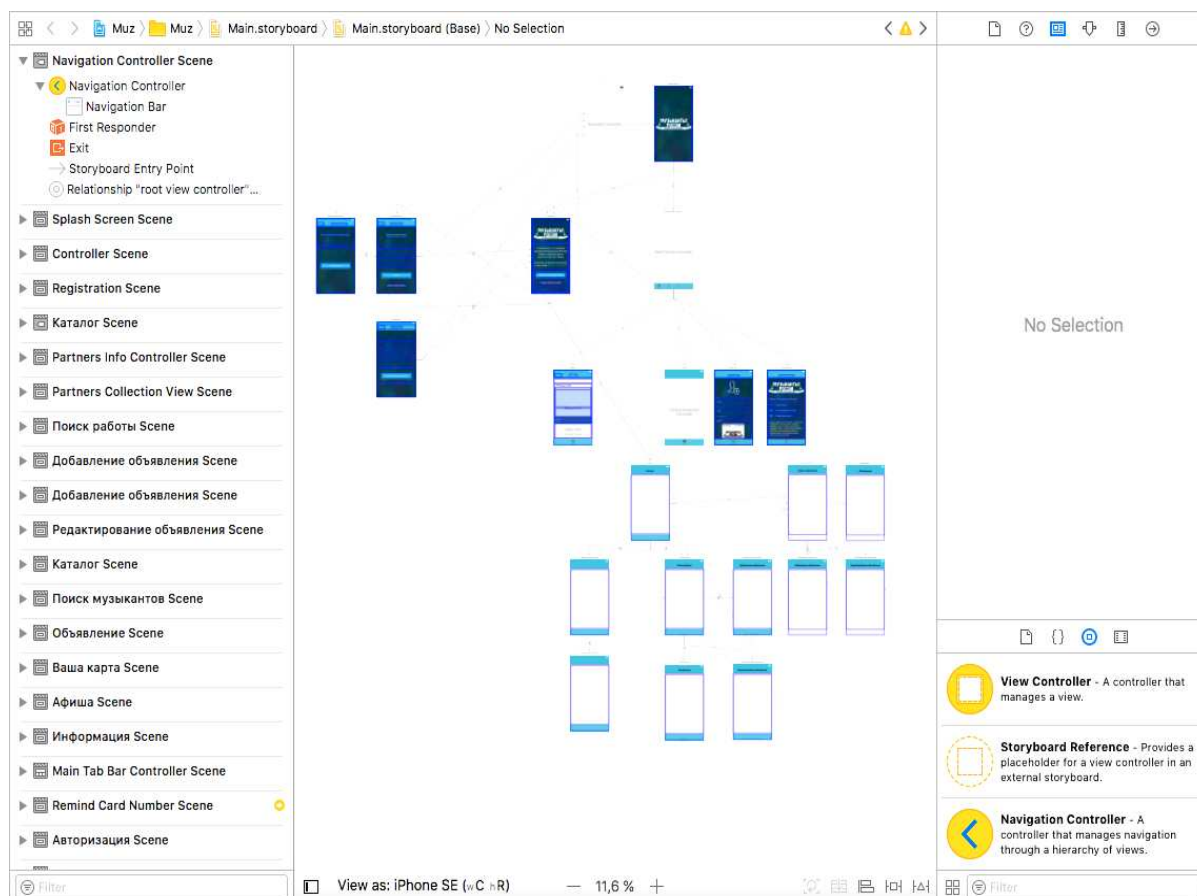 Muz
Muz
Main.storyboard
Main.storyboard (Base)
No Selection
Navigation Controller Scene
Navigation Controller
Navigation Bar
First Responder
Exit
Storyboard Entry Point
Relationship "root view controller"...
Splash Screen Scene
Controller Scene
Registration Scene
Каталог Scene
Partners Info Controller Scene
Partners Collection View Scene
Поиск работы Scene
Добавление объявления Scene
Добавление объявления Scene
Редактирование объявления Scene
Каталог Scene
Поиск музыкантов Scene
Объявление Scene
Ваша карта Scene
Афиша Scene
Информация Scene
Main Tab Bar Controller Scene
Remind Card Number Scene
Авторизация Scene
Filter
View as: iPhone SE (wC hR)
11,6 %
No Selection
View Controller - A controller that
manages a view.
Storyboard Reference - Provides a
placeholder for a view controller in an
external storyboard.
Navigation Controller - A
controller that manages navigation
through a hierarchy of views.
Filter